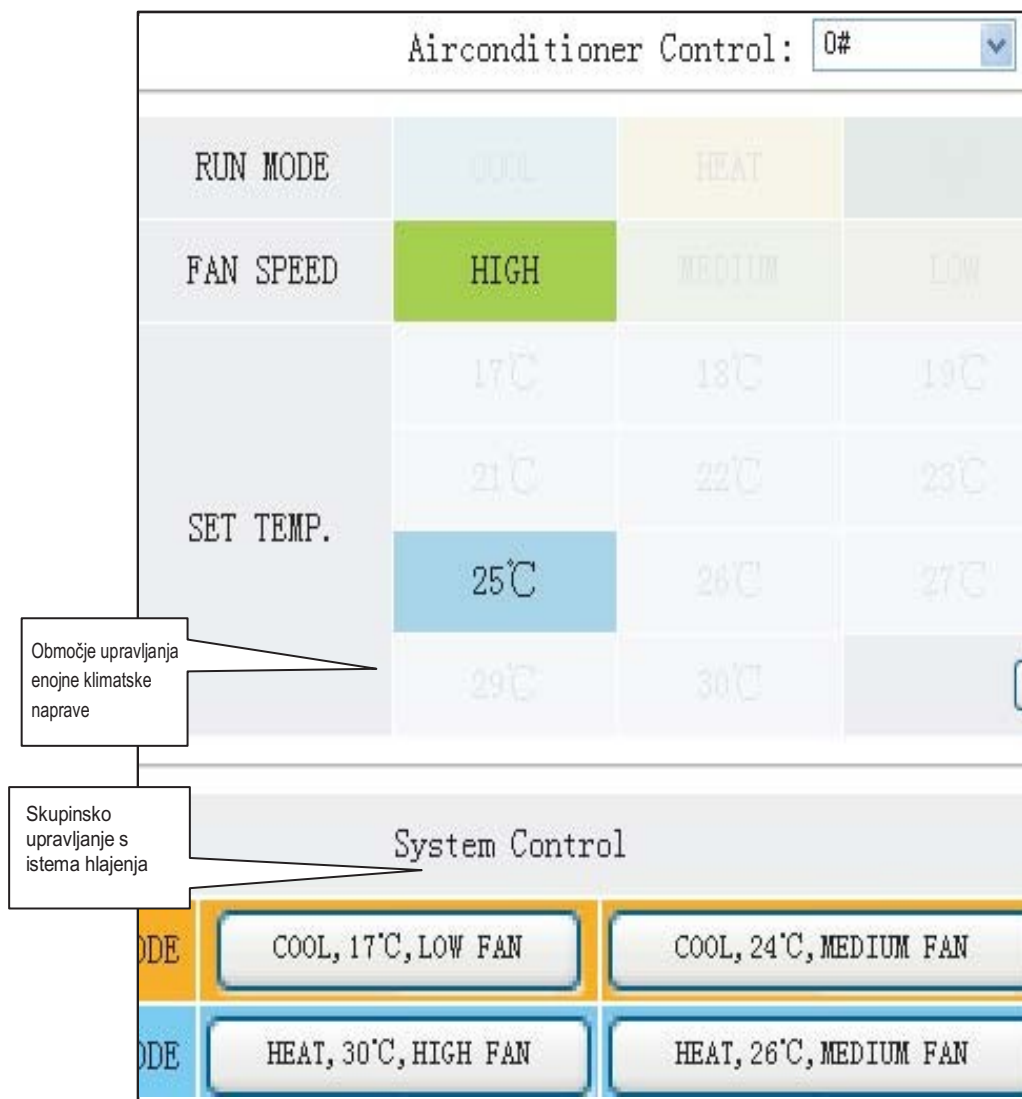 Airconditioner Control: 0#
RUN MODE COOL HEAT
FAN SPEED HIGH MEDIUM LOW
17℃ 18℃ 19℃
21℃ 22℃ 23℃
SET TEMP.
25℃ 26℃ 27℃
29℃ 30℃
Območje upravljanja
enojne klimatske
naprave
Skupinsko
upravljanje s
istema hlajenja
System Control
ODE COOL,17℃,LOW FAN COOL,24℃,MEDIUM FAN
ODE HEAT,30℃,HIGH FAN HEAT,26℃,MEDIUM FAN